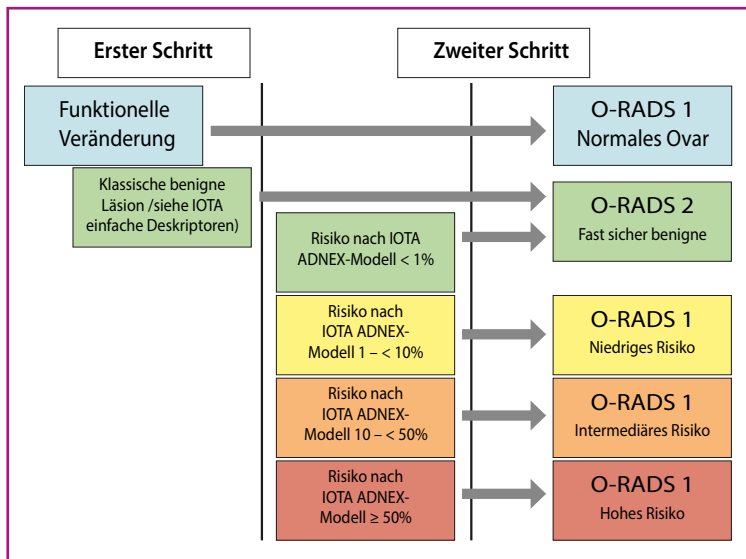 Erster Schritt
Zweiter Schritt
Funktionelle
Veränderung
O-RADS 1
Normales Ovar
Klassische benigne
Läsion /siehe IOTA
einfache Deskriptoren)
O-RADS 2
Fast sicher benigne
Risiko nach IOTA
ADNEX-Modell < 1%
Risiko nach
IOTA ADNEX-
Modell 1 – < 10%
O-RADS 1
Niedriges Risiko
Risiko nach
IOTA ADNEX-
Modell 10 – < 50%
O-RADS 1
Intermediäres Risiko
Risiko nach
IOTA ADNEX-
Modell ≥ 50%
O-RADS 1
Hohes Risiko